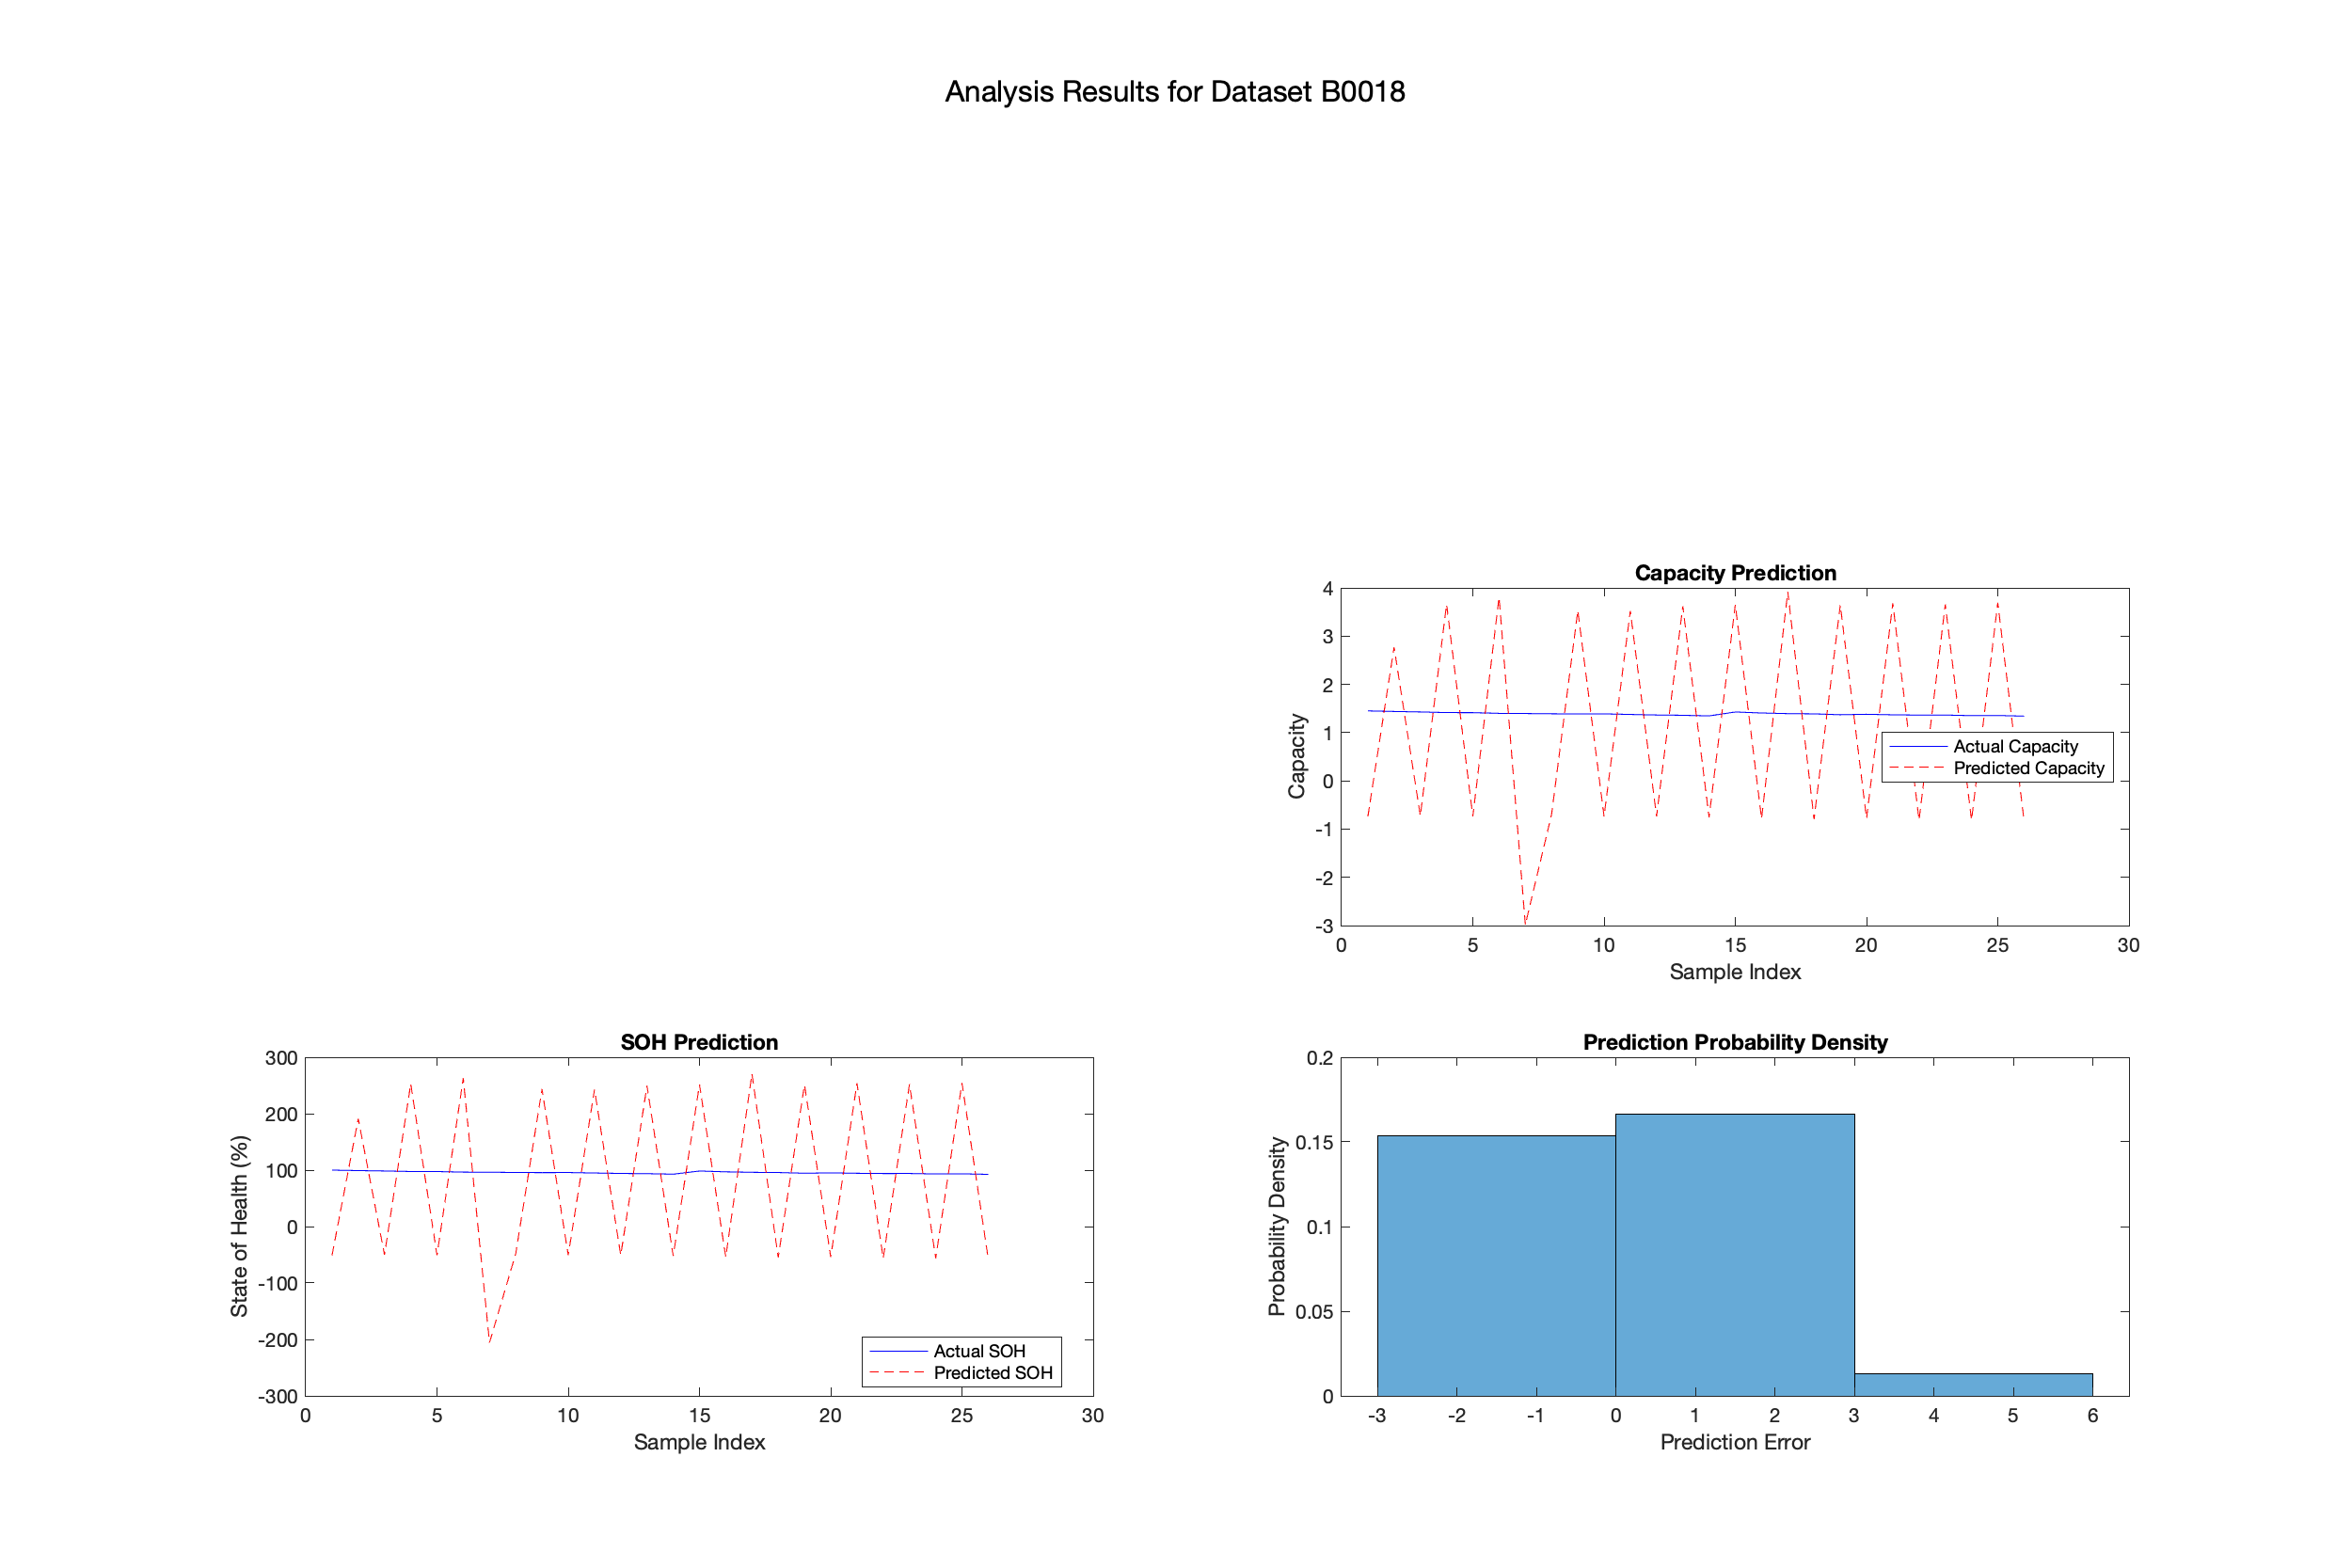 Analysis Results for Dataset B0018
Capacity Prediction
4
3
2
1
0
-1
-2
-3
Capacity
Actual Capacity
Predicted Capacity
0 5 10 15 20 25 30
Sample Index
SOH Prediction
300
200
100
0
-100
-200
-300
State of Health (%)
Actual SOH
Predicted SOH
0 5 10 15 20 25 30
Sample Index
Prediction Probability Density
0.2
0.15
0.1
0.05
0
Probability Density
-3 -2 -1 0 1 2 3 4 5 6
Prediction Error